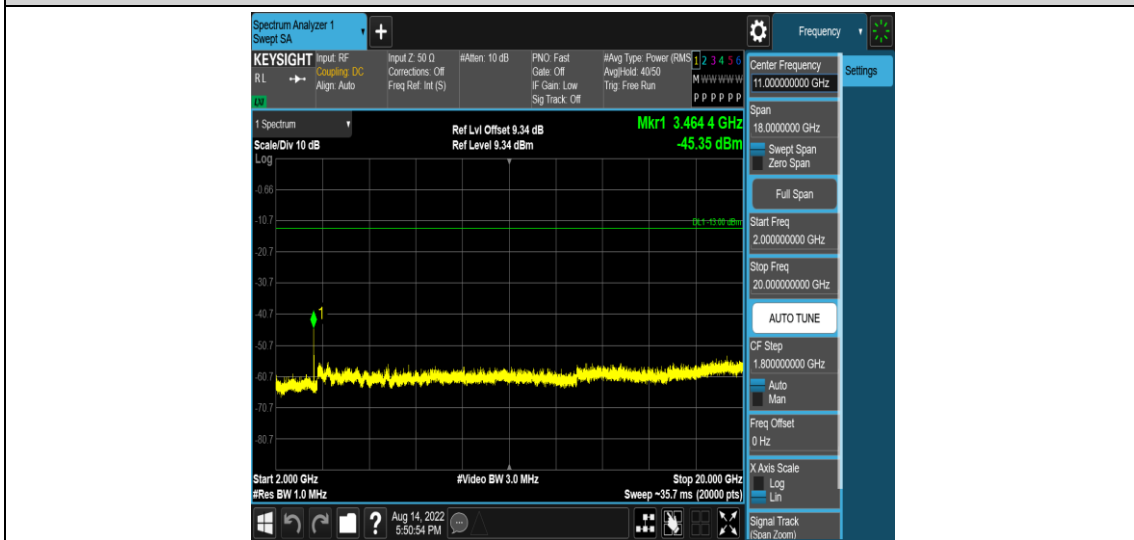 Spectrum Analyzer 1
Swept SA
+
Frequency
KEYSIGHT
RL
Input: RF
Coupling: DC
Align: Auto
Input Z: 50 Ω
Corrections: Off
Freq Ref: Int (S)
#Atten: 10 dB
PNO: Fast
Gate: Off
IF Gain: Low
Sig Track: Off
#Avg Type: Power (RMS
Avg|Hold: 40/50
Trig: Free Run
1 2 3 4 5 6
M W W W W W
P P P P P P
1 Spectrum
Scale/Div 10 dB
Log
Ref Lvl Offset 9.34 dB
Ref Level 9.34 dBm
Mkr1 3.464 4 GHz
-45.35 dBm
-0.66
-10.7
DL1 -13.00 dBm
-20.7
-30.7
-40.7
1
-50.7
-60.7
-70.7
-80.7
Start 2.000 GHz
#Res BW 1.0 MHz
#Video BW 3.0 MHz
Stop 20.000 GHz
Sweep ~35.7 ms (20000 pts)
Center Frequency
11.000000000 GHz
Settings
Span
18.0000000 GHz
Swept Span
Zero Span
Full Span
Start Freq
2.000000000 GHz
Stop Freq
20.000000000 GHz
AUTO TUNE
CF Step
1.800000000 GHz
Auto
Man
Freq Offset
0 Hz
X Axis Scale
Log
Lin
Signal Track
(Span Zoom)
?
Aug 14, 2022
5:50:54 PM